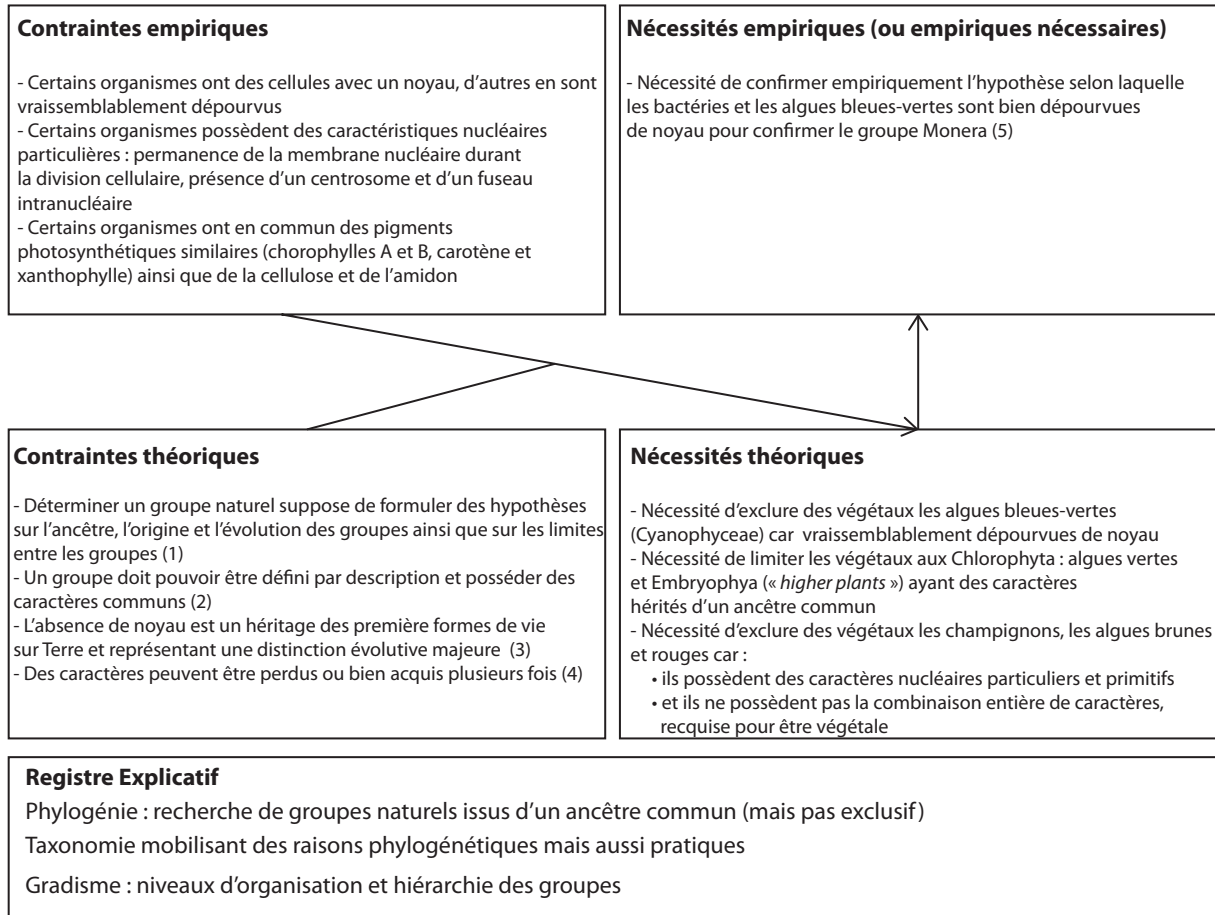 Contraintes empiriques
- Certains organismes ont des cellules avec un noyau, d'autres en sont
vraissemblablement dépourvus
- Certains organismes possèdent des caractéristiques nucléaires
particulières : permanence de la membrane nucléaire durant
la division cellulaire, présence d'un centrosome et d'un fuseau
intranucléaire
- Certains organismes ont en commun des pigments
photosynthétiques similaires (chorophylles A et B, carotène et
xanthophylle) ainsi que de la cellulose et de l'amidon
Nécessités empiriques (ou empiriques nécessaires)
- Nécessité de confirmer empiriquement l'hypothèse selon laquelle
les bactéries et les algues bleues-vertes sont bien dépourvues
de noyau pour confirmer le groupe Monera (5)
Contraintes théoriques
- Déterminer un groupe naturel suppose de formuler des hypothèses
sur l'ancêtre, l'origine et l'évolution des groupes ainsi que sur les limites
entre les groupes (1)
- Un groupe doit pouvoir être défini par description et posséder des
caractères communs (2)
- L'absence de noyau est un héritage des première formes de vie
sur Terre et représentant une distinction évolutive majeure (3)
- Des caractères peuvent être perdus ou bien acquis plusieurs fois (4)
Nécessités théoriques
- Nécessité d'exclure des végétaux les algues bleues-vertes
(Cyanophyceae) car vraissemblablement dépourvues de noyau
- Nécessité de limiter les végétaux aux Chlorophyta : algues vertes
et Embryophya (« higher plants ») ayant des caractères
hérités d'un ancêtre commun
- Nécessité d'exclure des végétaux les champignons, les algues brunes
et rouges car :
• ils possèdent des caractères nucléaires particuliers et primitifs
• et ils ne possèdent pas la combinaison entière de caractères,
recquise pour être végétale
Registre Explicatif
Phylogénie : recherche de groupes naturels issus d'un ancêtre commun (mais pas exclusif)
Taxonomie mobilisant des raisons phylogénétiques mais aussi pratiques
Gradisme : niveaux d'organisation et hiérarchie des groupes